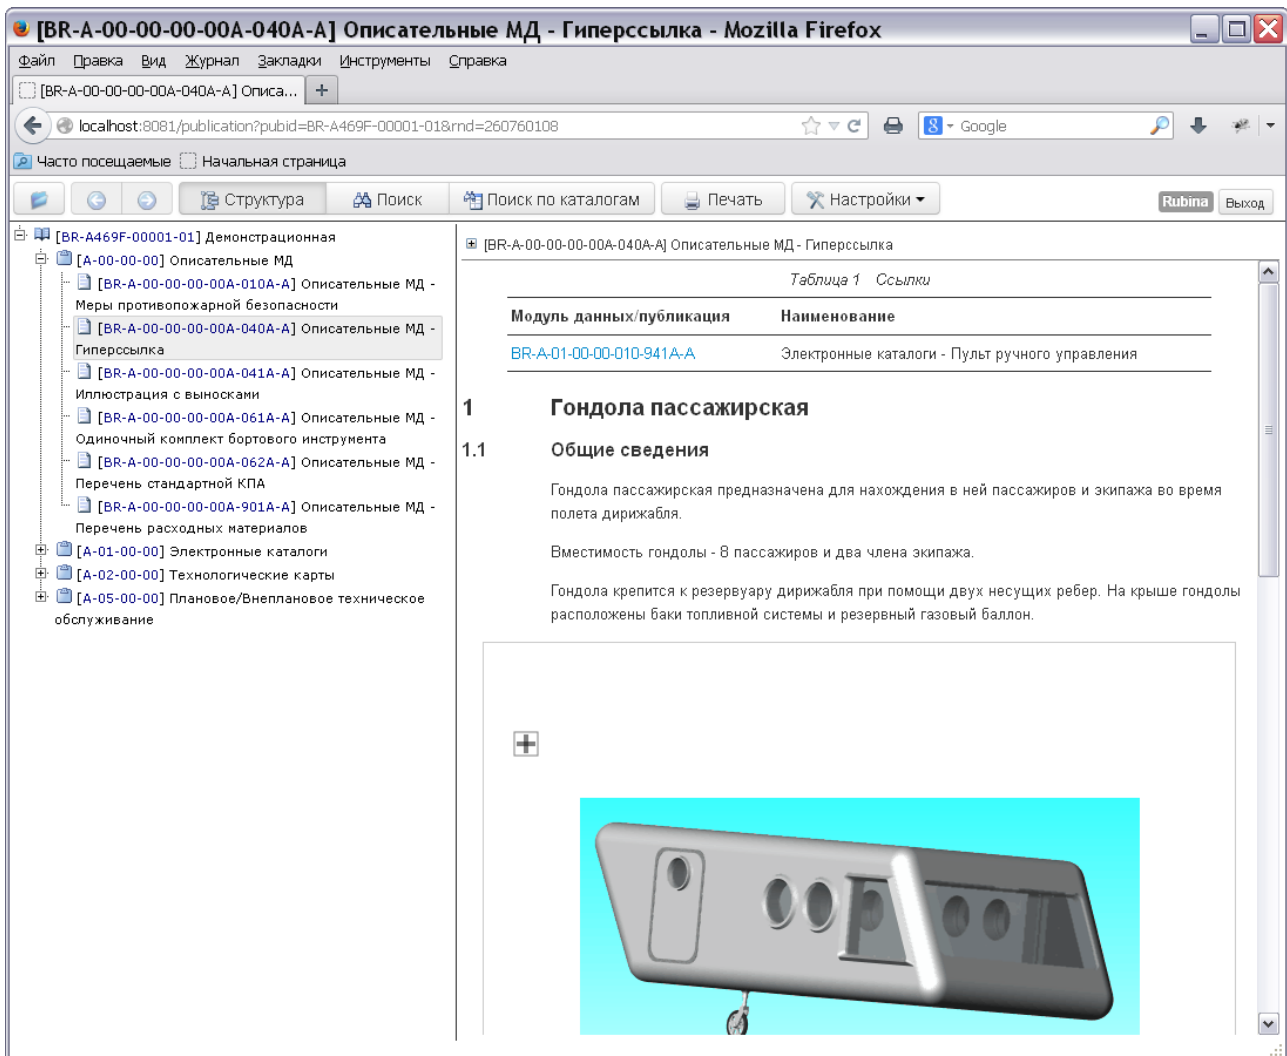 [BR-A-00-00-00-00A-040A-A] Описательные МД - Гиперссылка - Mozilla Firefox
Файл Правка Вид Журнал Закладки Инструменты Справка
[BR-A-00-00-00-00A-040A-A] Описа...
localhost:8081/publication?pubid=BR-A469F-00001-01&rnd=260760108
Google
Часто посещаемые Начальная страница
Структура Поиск Поиск по каталогам Печать Настройки Rubina Выход
[BR-A469F-00001-01] Демонстрационная
[A-00-00-00] Описательные МД
[BR-A-00-00-00-00A-010A-A] Описательные МД -
Меры противопожарной безопасности
[BR-A-00-00-00-00A-040A-A] Описательные МД -
Гиперссылка
[BR-A-00-00-00-00A-041A-A] Описательные МД -
Иллюстрация с выносками
[BR-A-00-00-00-00A-061A-A] Описательные МД -
Одиночный комплект бортового инструмента
[BR-A-00-00-00-00A-062A-A] Описательные МД -
Перечень стандартной КПА
[BR-A-00-00-00-00A-901A-A] Описательные МД -
Перечень расходных материалов
[A-01-00-00] Электронные каталоги
[A-02-00-00] Технологические карты
[A-05-00-00] Плановое/Внеплановое техническое
обслуживание
[BR-A-00-00-00-00A-040A-A] Описательные МД - Гиперссылка
Таблица 1 Ссылки
Модуль данных/публикация Наименование
BR-A-01-00-00-010-941A-A Электронные каталоги - Пульт ручного управления
1 Гондола пассажирская
1.1 Общие сведения
Гондола пассажирская предназначена для нахождения в ней пассажиров и экипажа во время
полета дирижабля.
Вместимость гондолы - 8 пассажиров и два члена экипажа.
Гондола крепится к резервуару дирижабля при помощи двух несущих ребер. На крыше гондолы
расположены баки топливной системы и резервный газовый баллон.